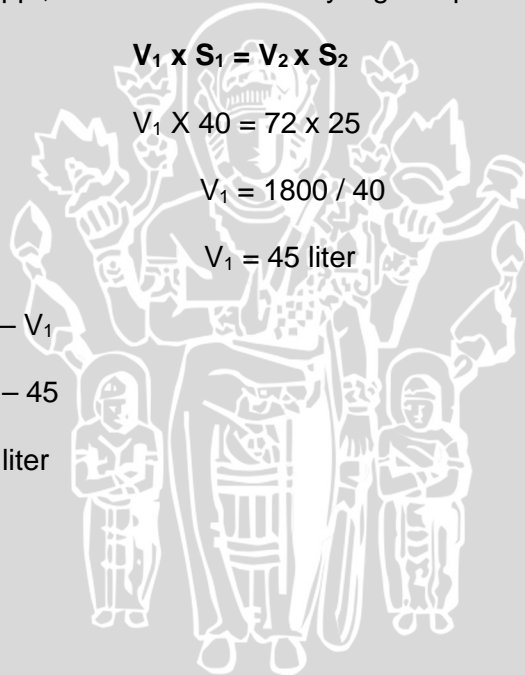 V₁ x S₁ = V₂ x S₂
V₁ X 40 = 72 x 25
V₁ = 1800 / 40
V₁ = 45 liter
– V₁
– 45
liter